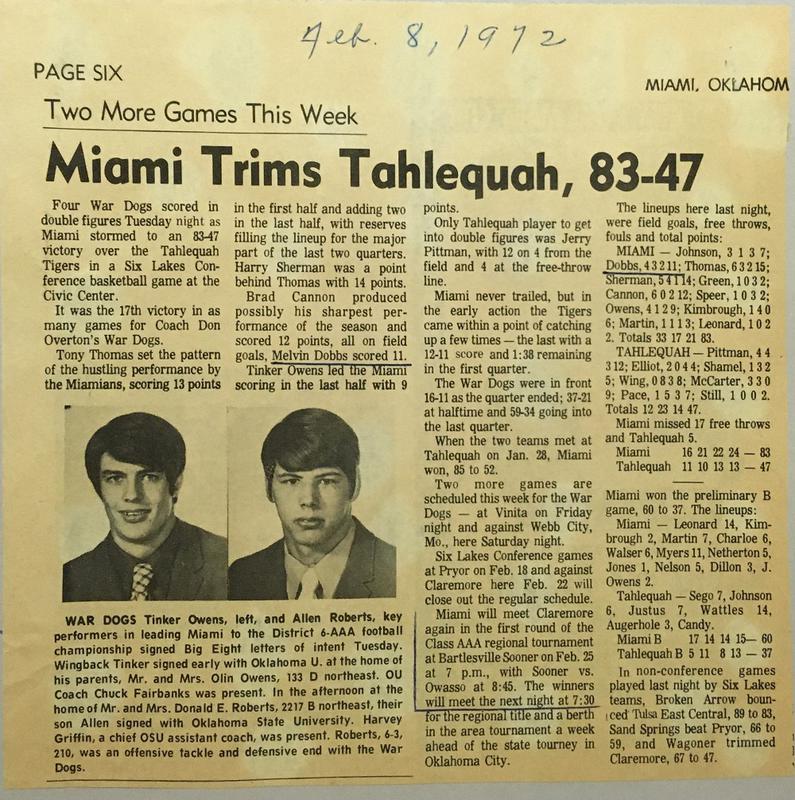 Feb. 8, 1972
PAGE SIX
MIAMI, OKLAHOM
Two More Games This Week
Miami Trims Tahlequah, 83-47
Four War Dogs scored in
double figures Tuesday night as
Miami stormed to an 83-47
victory over the Tahlequah
Tigers in a Six Lakes Con-
ference basketball game at the
Civic Center.
It was the 17th victory in as
many games for Coach Don
Overton's War Dogs.
Tony Thomas set the pattern
of the hustling performance by
the Miamians, scoring 13 points
in the first half and adding two
in the last half, with reserves
filling the lineup for the major
part of the last two quarters.
Harry Sherman was a point
behind Thomas with 14 points.
Brad Cannon produced
possibly his sharpest per-
formance of the season and
scored 12 points, all on field
goals, Melvin Dobbs scored 11.
Tinker Owens led the Miami
scoring in the last half with 9
WAR DOGS Tinker Owens, left, and Allen Roberts, key
performers in leading Miami to the District 6-AAA football
championship signed Big Eight letters of intent Tuesday.
Wingback Tinker signed early with Oklahoma U. at the home of
his parents, Mr. and Mrs. Olin Owens, 133 D northeast. OU
Coach Chuck Fairbanks was present. In the afternoon at the
home of Mr. and Mrs. Donald E. Roberts, 2217 B northeast, their
son Allen signed with Oklahoma State University. Harvey
Griffin, a chief OSU assistant coach, was present. Roberts, 6-3,
210, was an offensive tackle and defensive end with the War
Dogs.
points.
Only Tahlequah player to get
into double figures was Jerry
Pittman, with 12 on 4 from the
field and 4 at the free-throw
line.
Miami never trailed, but in
the early action the Tigers
came within a point of catching
up a few times — the last with a
12-11 score and 1:38 remaining
in the first quarter.
The War Dogs were in front
16-11 as the quarter ended; 37-21
at halftime and 59-34 going into
the last quarter.
When the two teams met at
Tahlequah on Jan. 28, Miami
won, 85 to 52.
Two more games are
scheduled this week for the War
Dogs — at Vinita on Friday
night and against Webb City,
Mo., here Saturday night.
Six Lakes Conference games
at Pryor on Feb. 18 and against
Claremore here Feb. 22 will
close out the regular schedule.
Miami will meet Claremore
again in the first round of the
Class AAA regional tournament
at Bartlesville Sooner on Feb. 25
at 7 p.m., with Sooner vs.
Owasso at 8:45. The winners
will meet the next night at 7:30
for the regional title and a berth
in the area tournament a week
ahead of the state tourney in
Oklahoma City.
The lineups here last night,
were field goals, free throws,
fouls and total points:
MIAMI — Johnson, 3 1 3 7;
Dobbs, 4 3 2 11; Thomas, 6 3 2 15;
Sherman, 5 4 1 14; Green, 1 0 3 2;
Cannon, 6 0 2 12; Speer, 1 0 3 2;
Owens, 4 1 2 9; Kimbrough, 1 4 0
6; Martin, 1 1 1 3; Leonard, 1 0 2
2. Totals 33 17 21 83.
TAHLEQUAH — Pittman, 4 4
3 12; Elliot, 2 0 4 4; Shamel, 1 3 2
5; Wing, 0 8 3 8; McCarter, 3 3 0
9; Pace, 1 5 3 7; Still, 1 0 0 2.
Totals 12 23 14 47.
Miami missed 17 free throws
and Tahlequah 5.
Miami 16 21 22 24 — 83
Tahlequah 11 10 13 13 — 47
Miami won the preliminary B
game, 60 to 37. The lineups:
Miami — Leonard 14, Kim-
brough 2, Martin 7, Charloe 6,
Walser 6, Myers 11, Netherton 5,
Jones 1, Nelson 5, Dillon 3, J.
Owens 2.
Tahlequah — Sego 7, Johnson
6, Justus 7, Wattles 14,
Augerhole 3, Candy.
Miami B 17 14 14 15— 60
Tahlequah B 5 11 8 13 — 37
In non-conference games
played last night by Six Lakes
teams, Broken Arrow boun-
ced Tulsa East Central, 89 to 83,
Sand Springs beat Pryor, 66 to
59, and Wagoner trimmed
Claremore, 67 to 47.